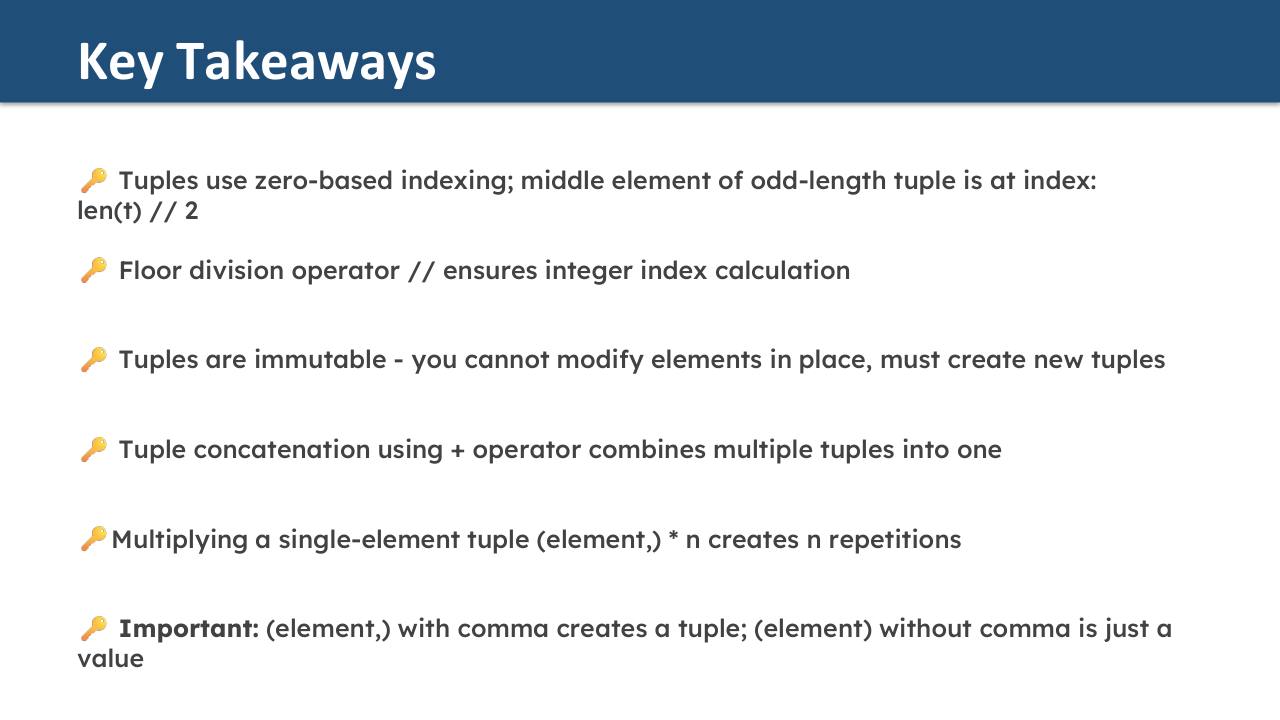 Key Takeaways
🔑 Tuples use zero-based indexing; middle element of odd-length tuple is at index:
len(t) // 2
🔑 Floor division operator // ensures integer index calculation
🔑 Tuples are immutable - you cannot modify elements in place, must create new tuples
🔑 Tuple concatenation using + operator combines multiple tuples into one
🔑Multiplying a single-element tuple (element,) * n creates n repetitions
🔑 Important: (element,) with comma creates a tuple; (element) without comma is just a
value